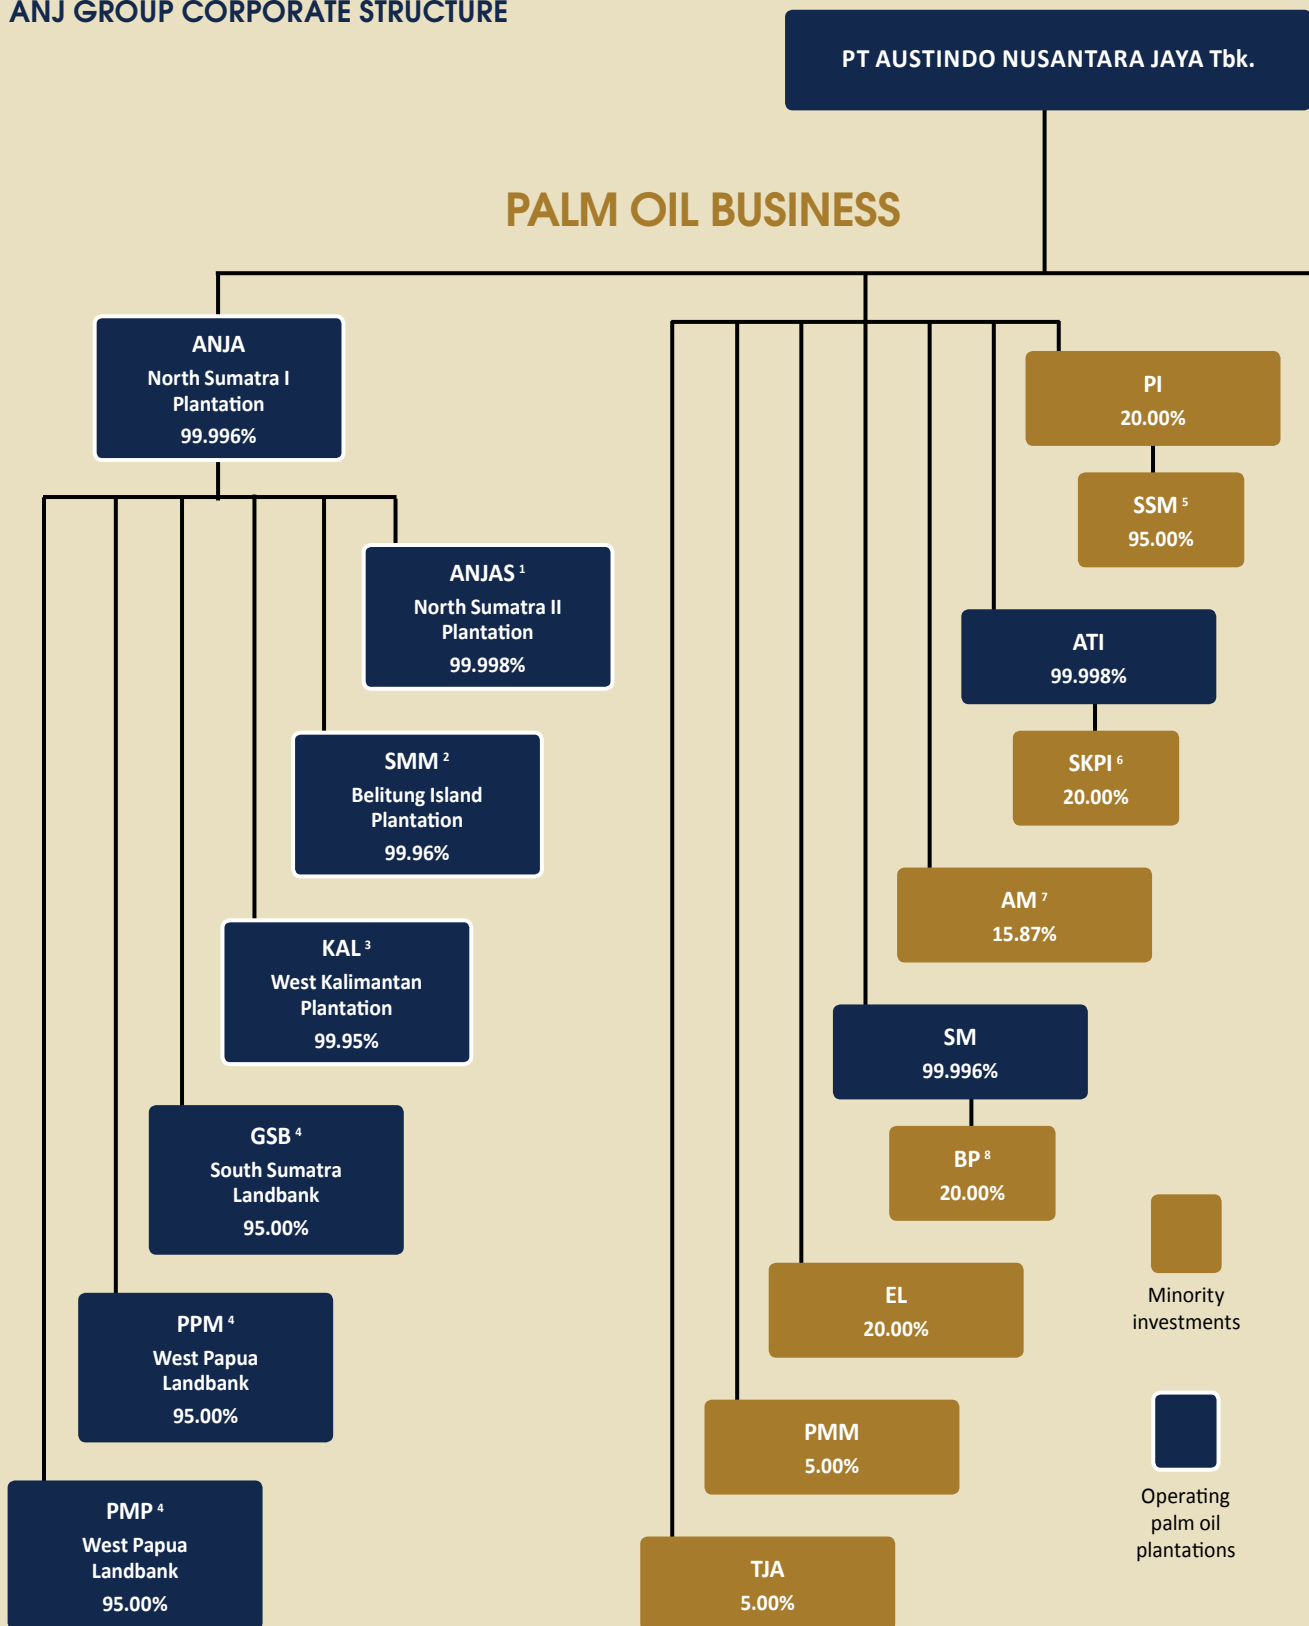 ANJ GROUP CORPORATE STRUCTURE
PT AUSTINDO NUSANTARA JAYA Tbk.
PALM OIL BUSINESS
ANJA
North Sumatra I
Plantation
99.996%
ANJAS 1
North Sumatra II
Plantation
99.998%
SMM 2
Belitung Island
Plantation
99.96%
KAL 3
West Kalimantan
Plantation
99.95%
GSB 4
South Sumatra
Landbank
95.00%
PPM 4
West Papua
Landbank
95.00%
PMP 4
West Papua
Landbank
95.00%
PI
20.00%
SSM 5
95.00%
ATI
99.998%
SKPI 6
20.00%
AM 7
15.87%
SM
99.996%
BP 8
20.00%
EL
20.00%
PMM
5.00%
TJA
5.00%
Minority
investments
Operating
palm oil
plantations